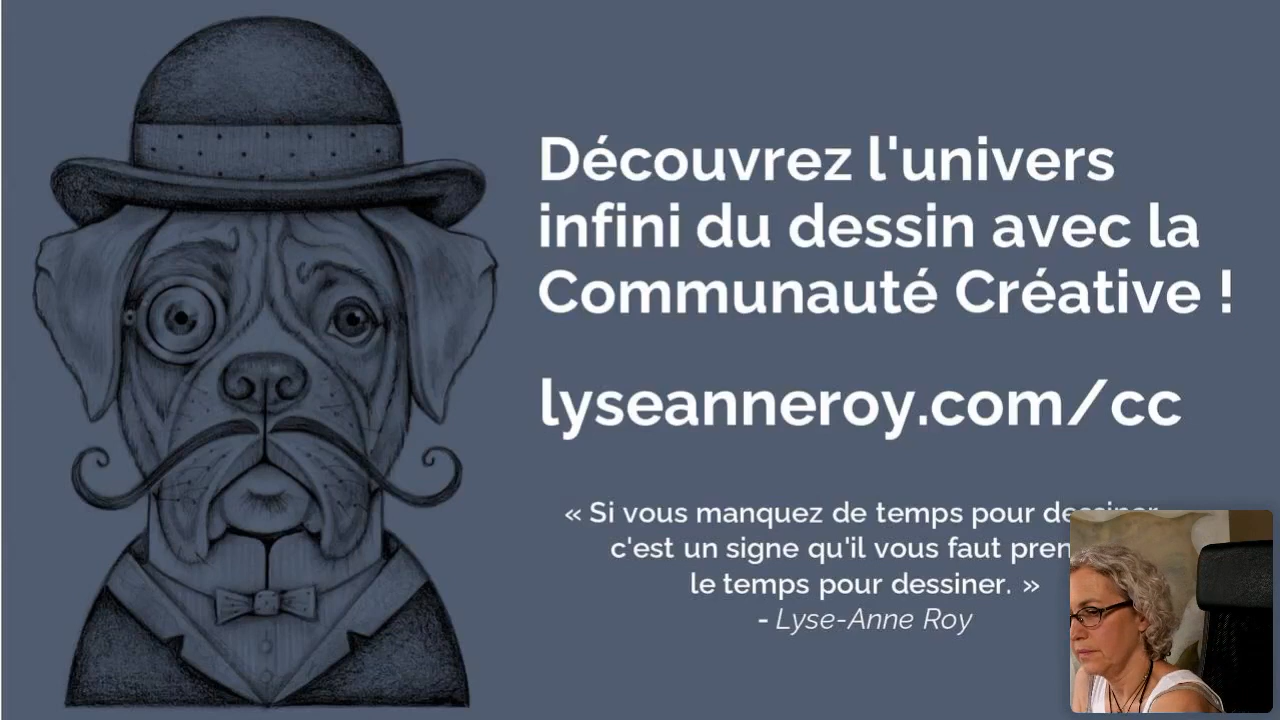 Découvrez l'univers
infini du dessin avec la
Communauté Créative !
lyseanneroy.com/cc
« Si vous manquez de temps pour dessiner
c'est un signe qu'il vous faut
le temps pour dessiner. »
- Lyse-Anne Roy